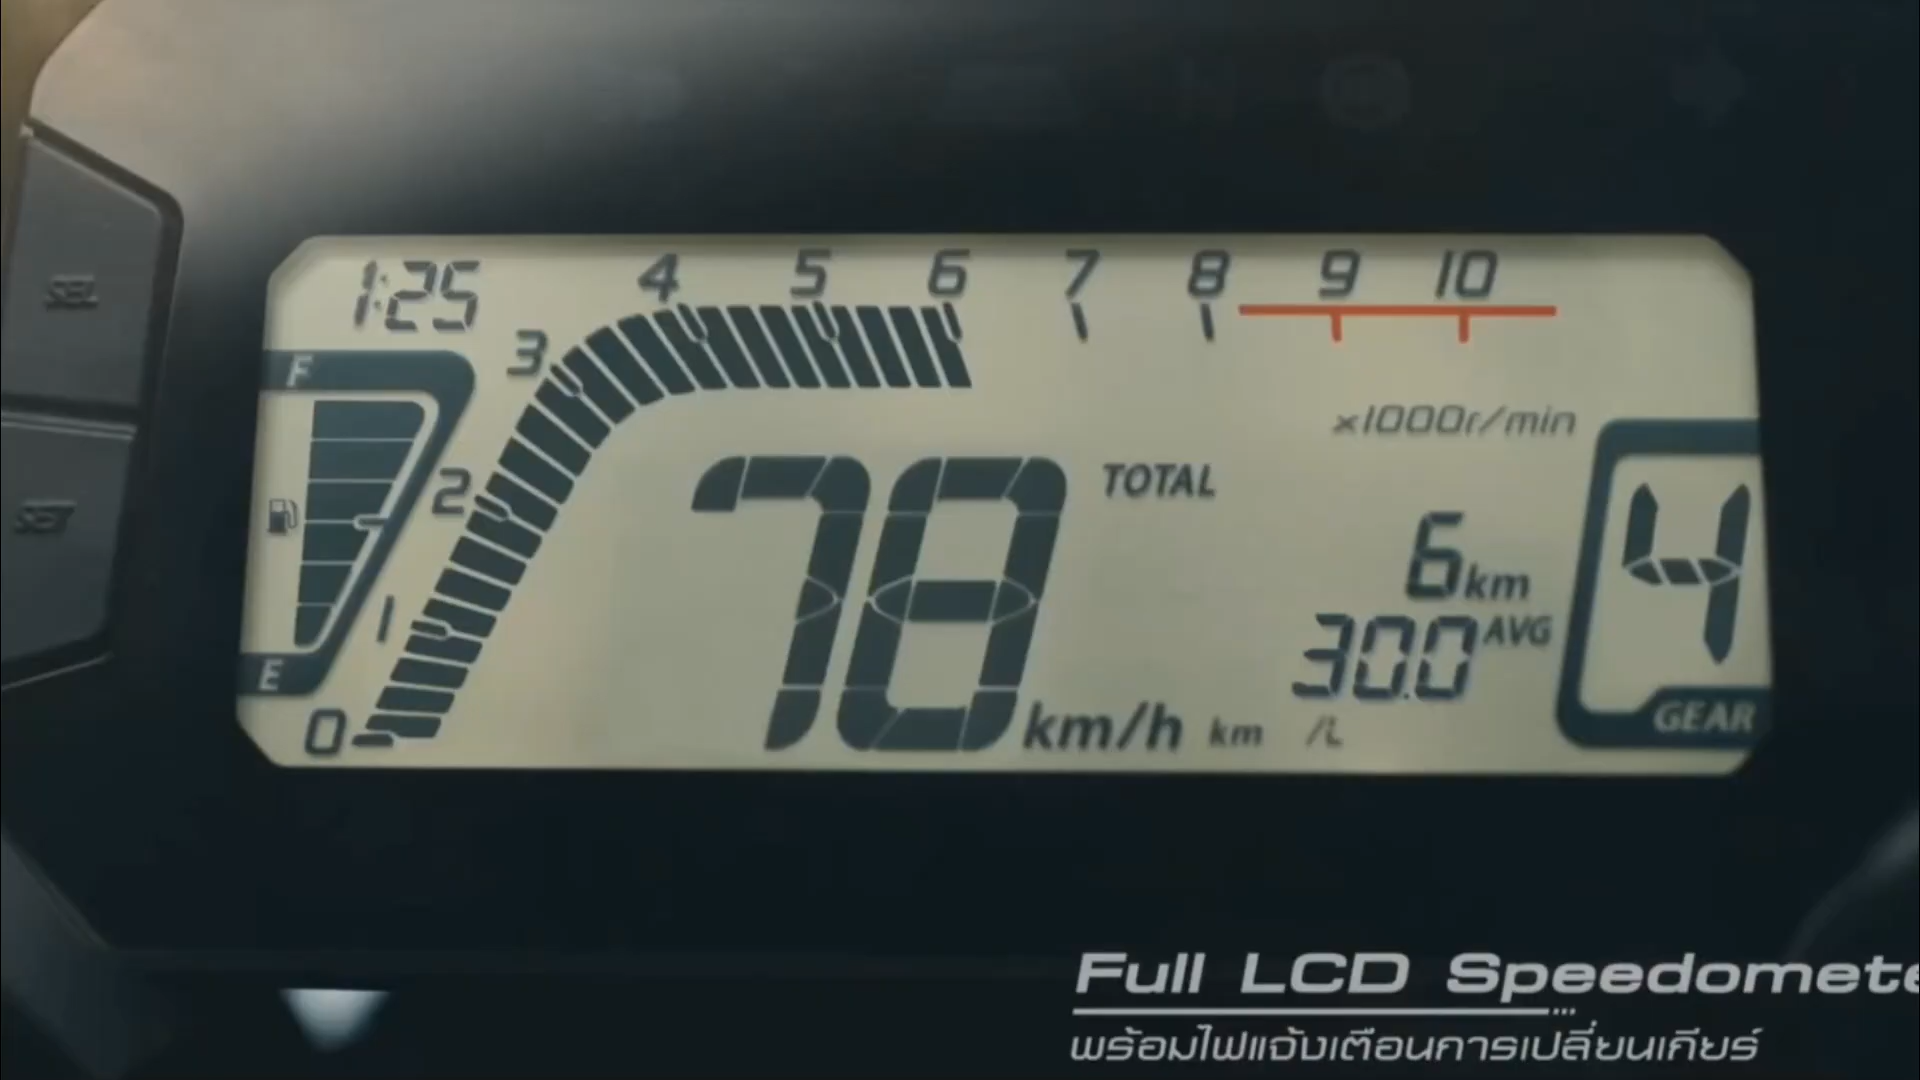 SEL
SET
1:25
4 5 6 7 8 9 10
3
F
x1000r/min
2
TOTAL
78
km/h
6km
4
1
30.0 AVG
E
km /L
GEAR
0
Full LCD Speedomete
พร้อมไฟแจ้งเตือนการเปลี่ยนเกียร์